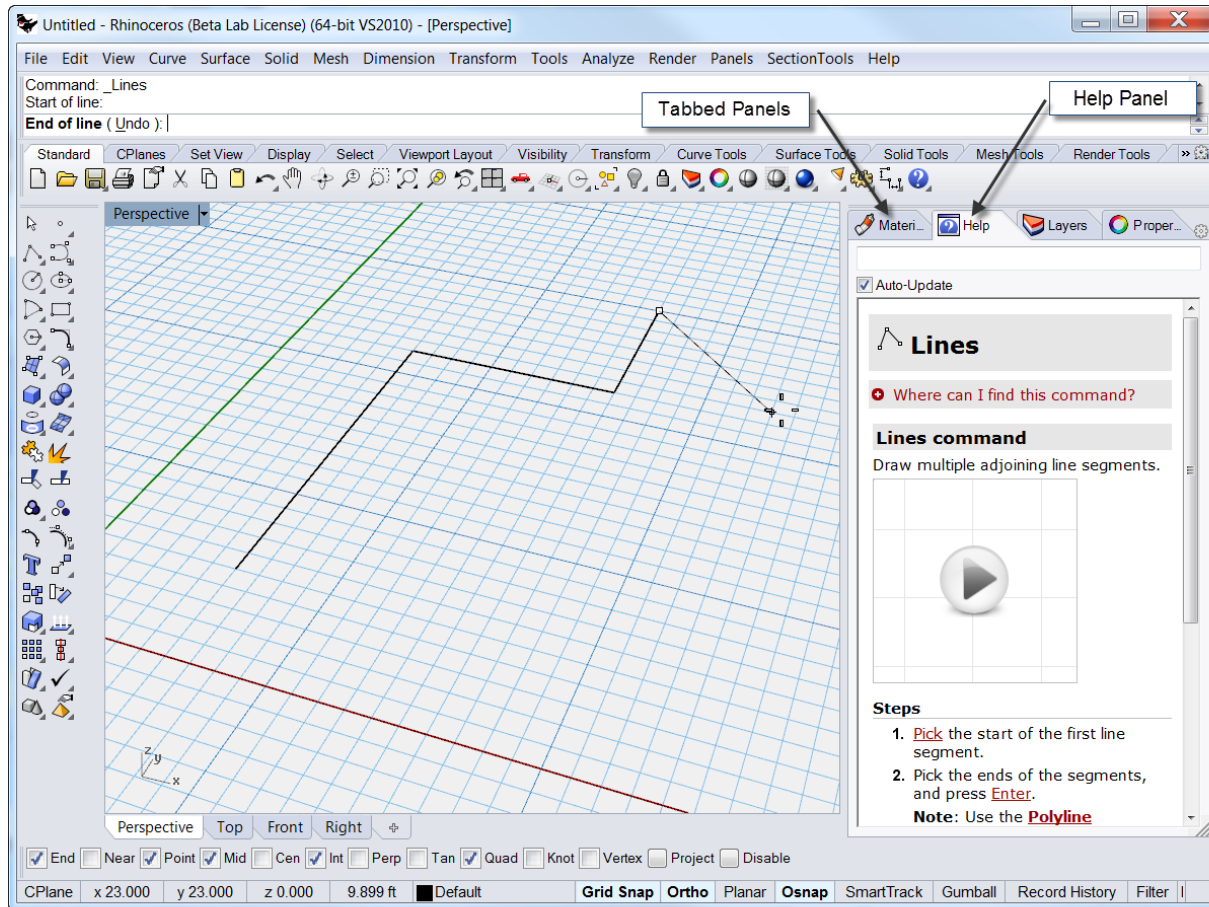 Untitled - Rhinoceros (Beta Lab License) (64-bit VS2010) - [Perspective]
File Edit View Curve Surface Solid Mesh Dimension Transform Tools Analyze Render Panels SectionTools Help
Command: _Lines
Start of line:
End of line ( Undo ):
Tabbed Panels
Help Panel
Standard CPlanes Set View Display Select Viewport Layout Visibility Transform Curve Tools Surface Tools Solid Tools Mesh Tools Render Tools »
Perspective
Materi... Help Layers Proper...
Auto-Update
Lines
Where can I find this command?
Lines command
Draw multiple adjoining line segments.
Steps
1. Pick the start of the first line
segment.
2. Pick the ends of the segments,
and press Enter.
Note: Use the Polyline
z
y
x
Perspective Top Front Right
End Near Point Mid Cen Int Perp Tan Quad Knot Vertex Project Disable
CPlane x 23.000 y 23.000 z 0.000 9.899 ft Default Grid Snap Ortho Planar Osnap SmartTrack Gumball Record History Filter